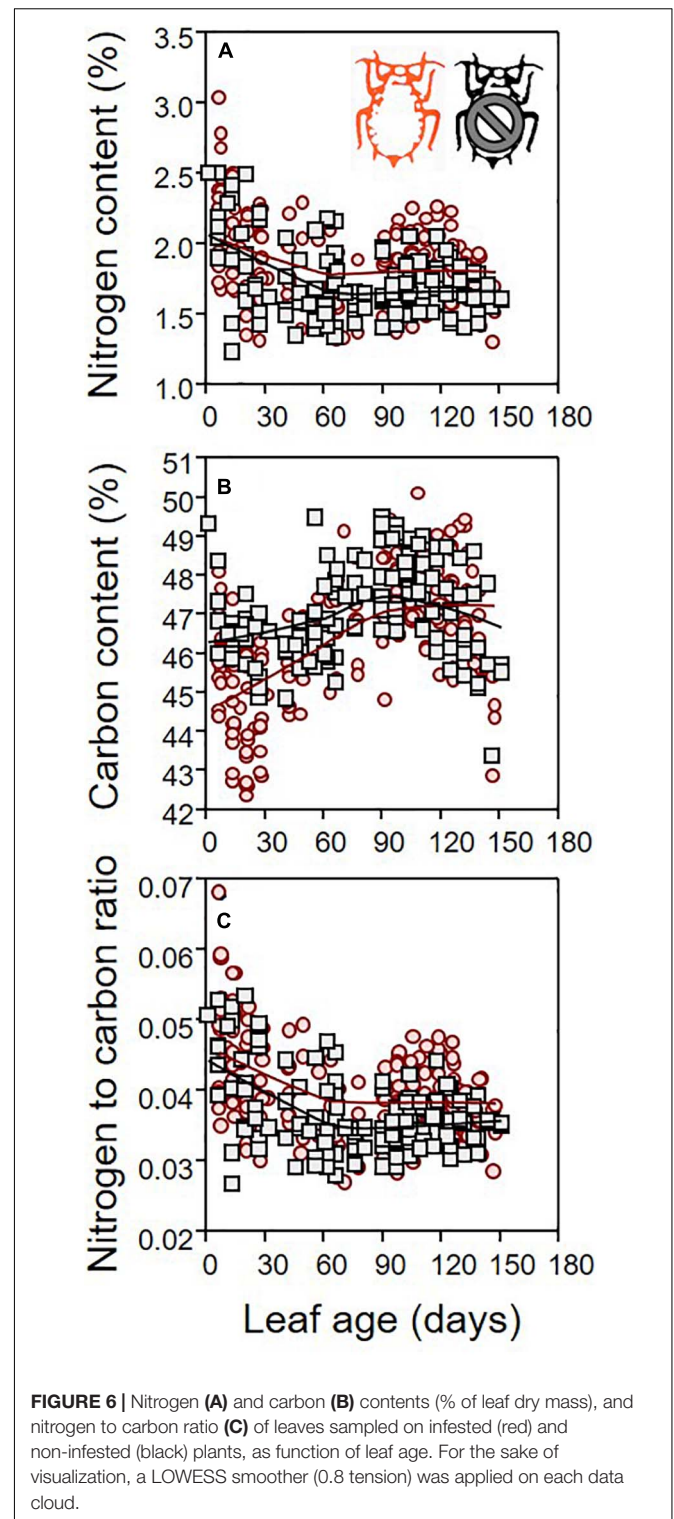 3.5
A
3.0
2.5
2.0
1.5
1.0
Nitrogen content (%)
0 30 60 90 120 150 180
51
B
50
49
48
47
46
45
44
43
42
Carbon content (%)
0 30 60 90 120 150 180
0.07
C
0.06
0.05
0.04
0.03
0.02
Nitrogen to carbon ratio
0 30 60 90 120 150 180
Leaf age (days)
FIGURE 6 | Nitrogen (A) and carbon (B) contents (% of leaf dry mass), and
nitrogen to carbon ratio (C) of leaves sampled on infested (red) and
non-infested (black) plants, as function of leaf age. For the sake of
visualization, a LOWESS smoother (0.8 tension) was applied on each data
cloud.